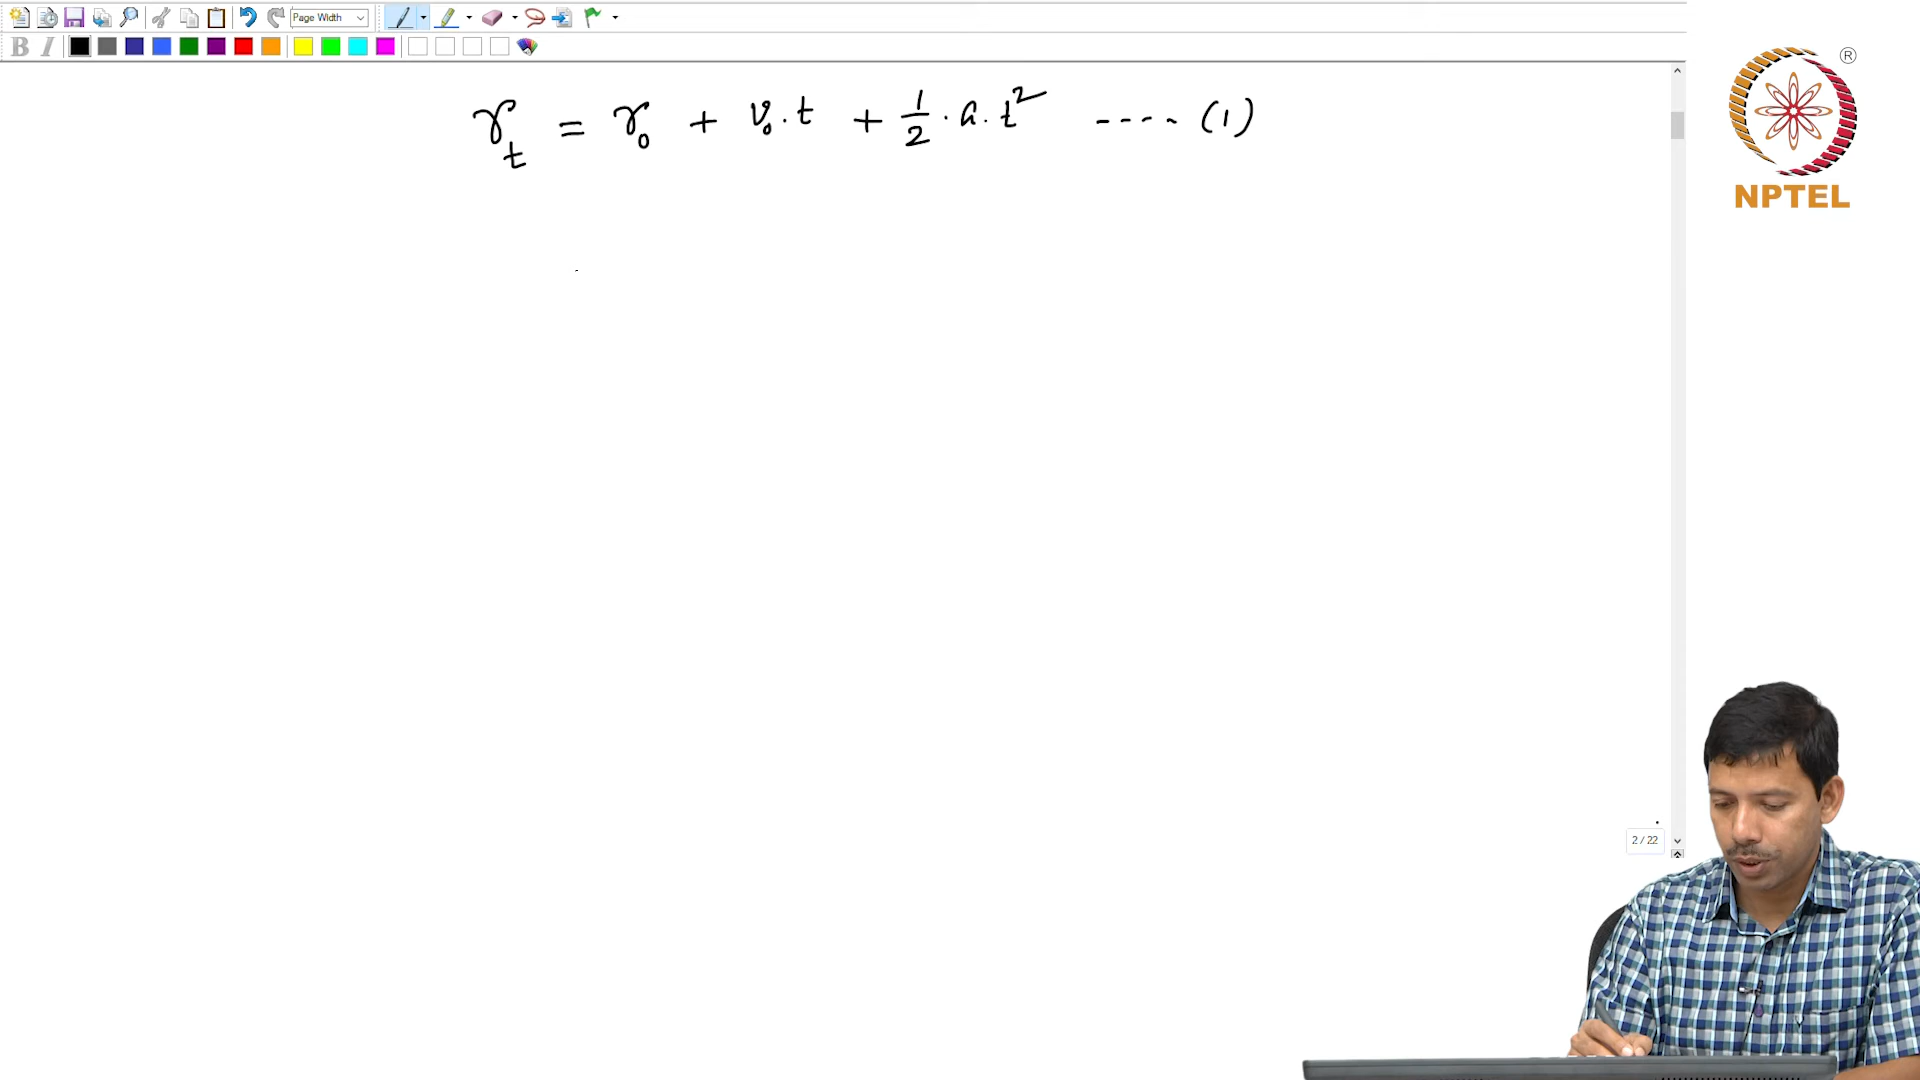 Page Width
B I
r_t = r_0 + v_0 . t + 1/2 . a . t^2 ---- (1)
2 / 22
®
NPTEL